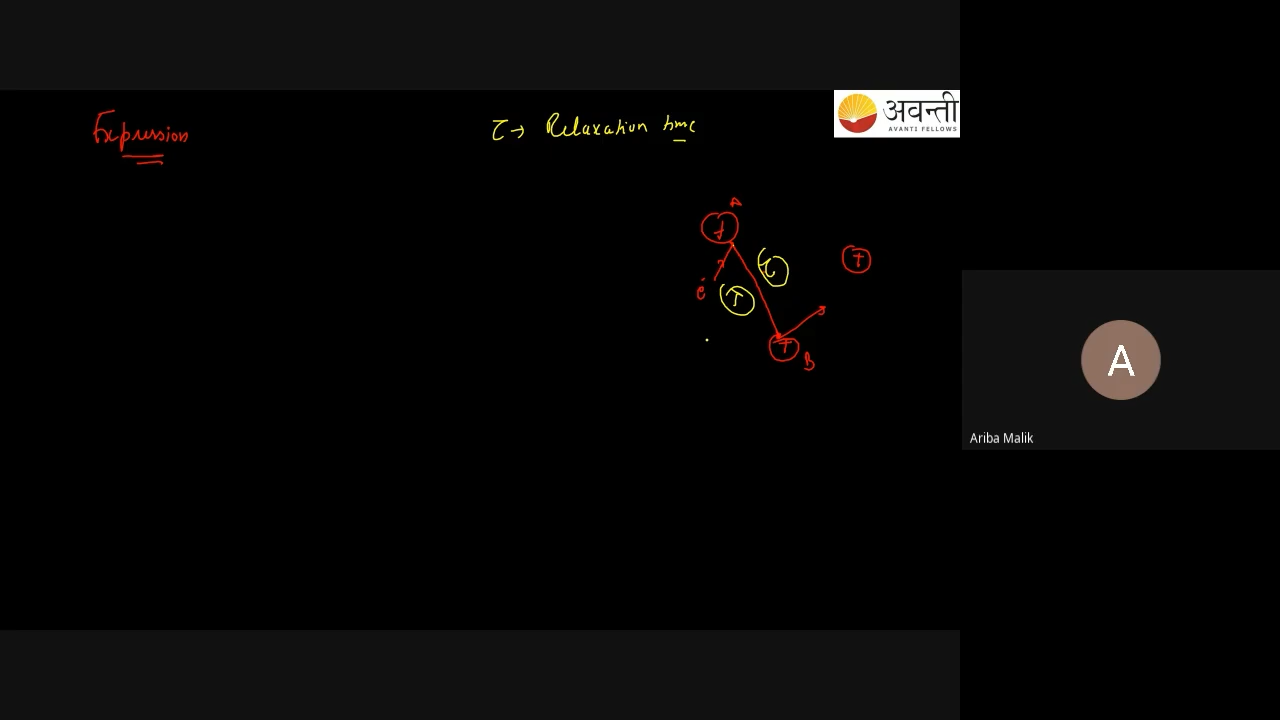 Expression
τ → Relaxation time
अवन्ती
AVANTI FELLOWS
A
+
τ
+
e
τ
+
B
A
Ariba Malik